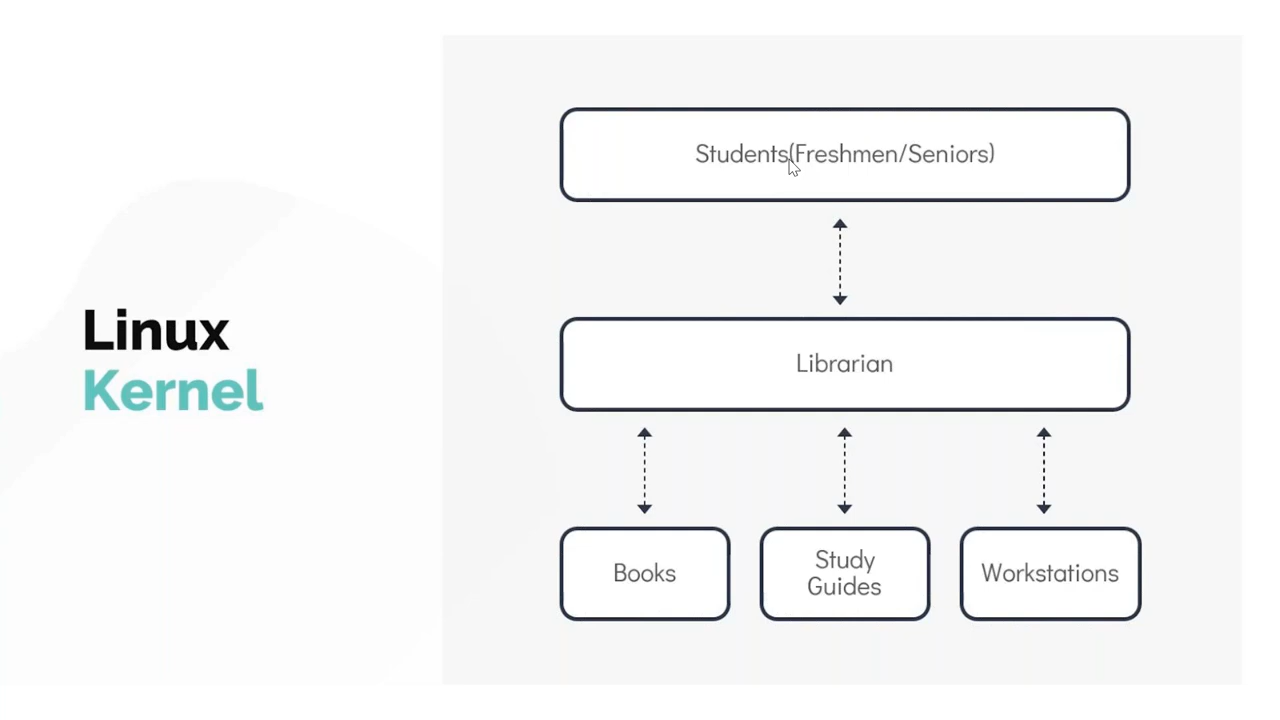 Linux
Kernel
Students(Freshmen/Seniors)
Librarian
Books
Study
Guides
Workstations